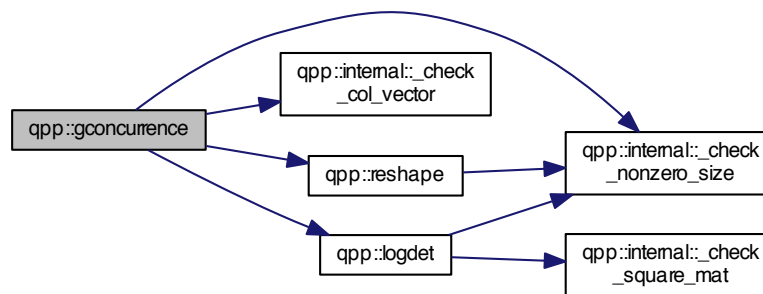 qpp::gconcurrence
qpp::internal::_check
_col_vector
qpp::reshape
qpp::logdet
qpp::internal::_check
_nonzero_size
qpp::internal::_check
_square_mat